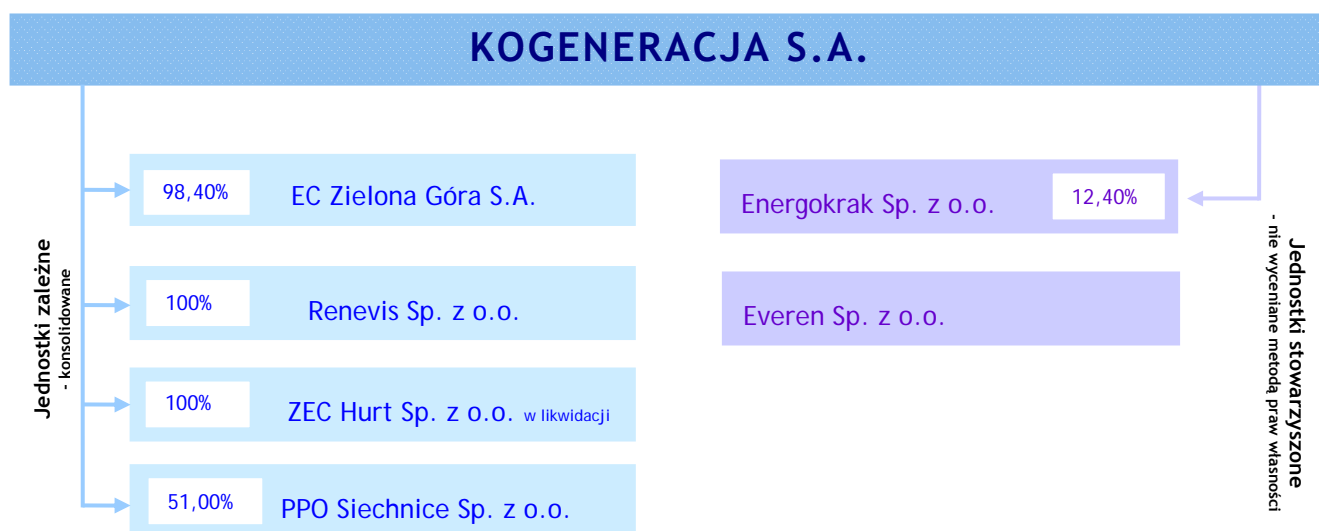 KOGENERACJA S.A.
Jednostki zależne
- konsolidowane
98,40% EC Zielona Góra S.A.
100% Renevis Sp. z o.o.
100% ZEC Hurt Sp. z o.o. w likwidacji
51,00% PPO Siechnice Sp. z o.o.
Energokrak Sp. z o.o. 12,40%
Everen Sp. z o.o.
Jednostki stowarzyszone
- nie wyceniane metodą praw własności